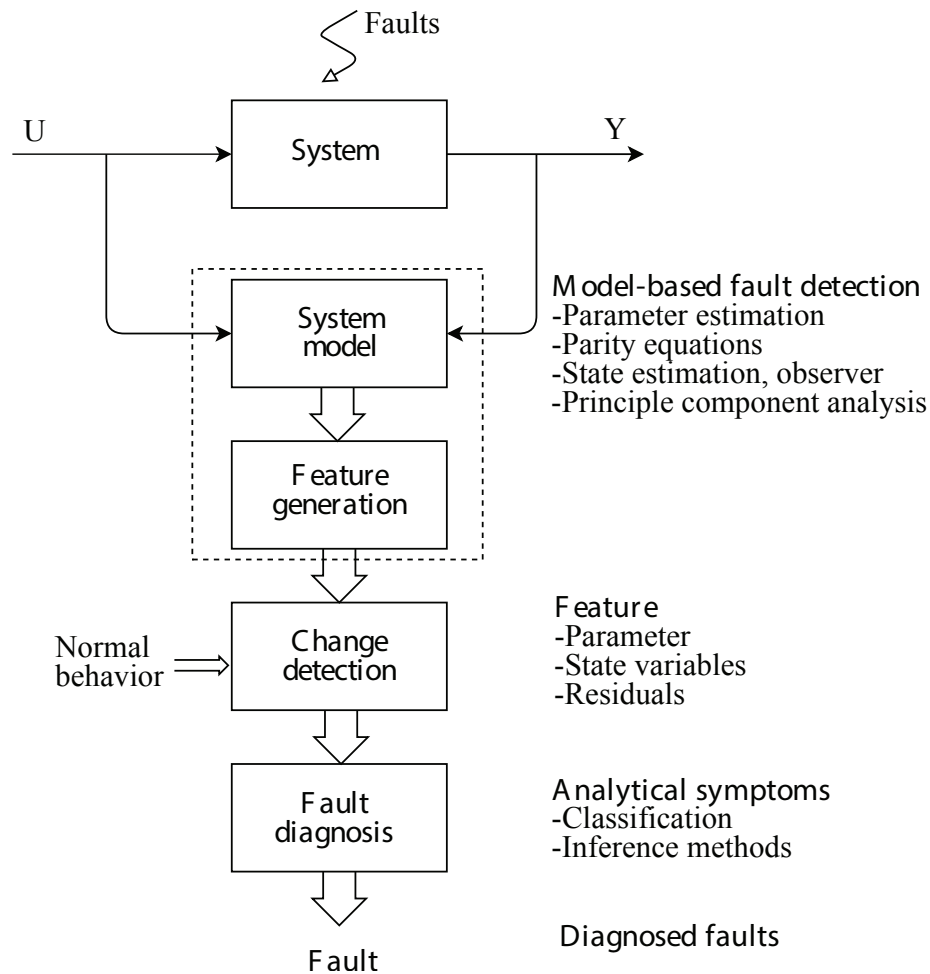 Faults
U
Y
System
System
model
Model-based fault detection
-Parameter estimation
-Parity equations
-State estimation, observer
-Principle component analysis
Feature
generation
Normal
behavior
Change
detection
Feature
-Parameter
-State variables
-Residuals
Fault
diagnosis
Analytical symptoms
-Classification
-Inference methods
Fault
Diagnosed faults